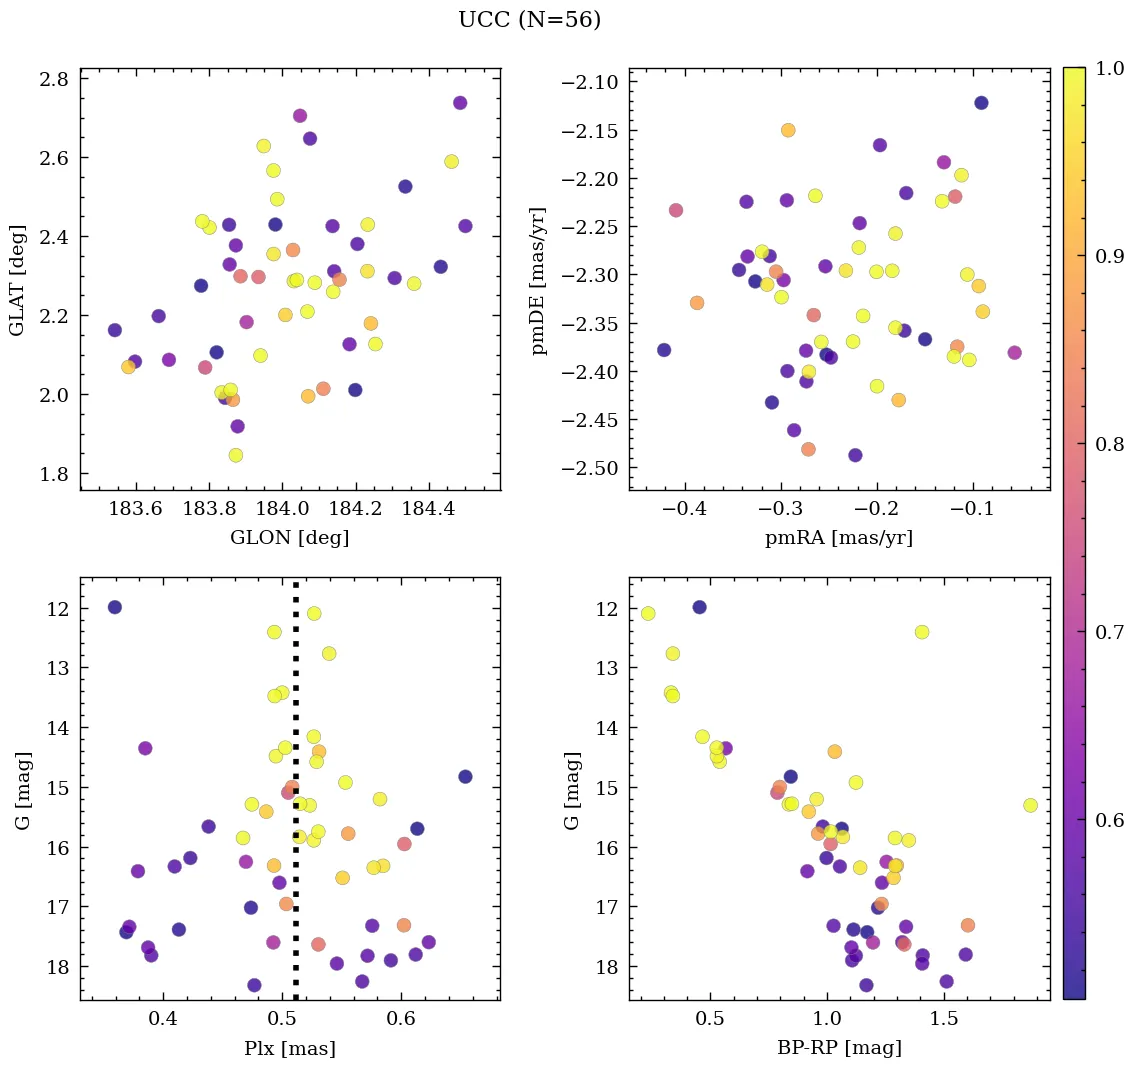 UCC (N=56)
2.8
2.6
2.4
2.2
2.0
1.8
GLAT [deg]
183.6 183.8 184.0 184.2 184.4
GLON [deg]
−2.10
−2.15
−2.20
−2.25
−2.30
−2.35
−2.40
−2.45
−2.50
pmDE [mas/yr]
−0.4 −0.3 −0.2 −0.1
pmRA [mas/yr]
12
13
14
15
16
17
18
G [mag]
0.4 0.5 0.6
Plx [mas]
12
13
14
15
16
17
18
G [mag]
0.5 1.0 1.5
BP-RP [mag]
1.0
0.9
0.8
0.7
0.6